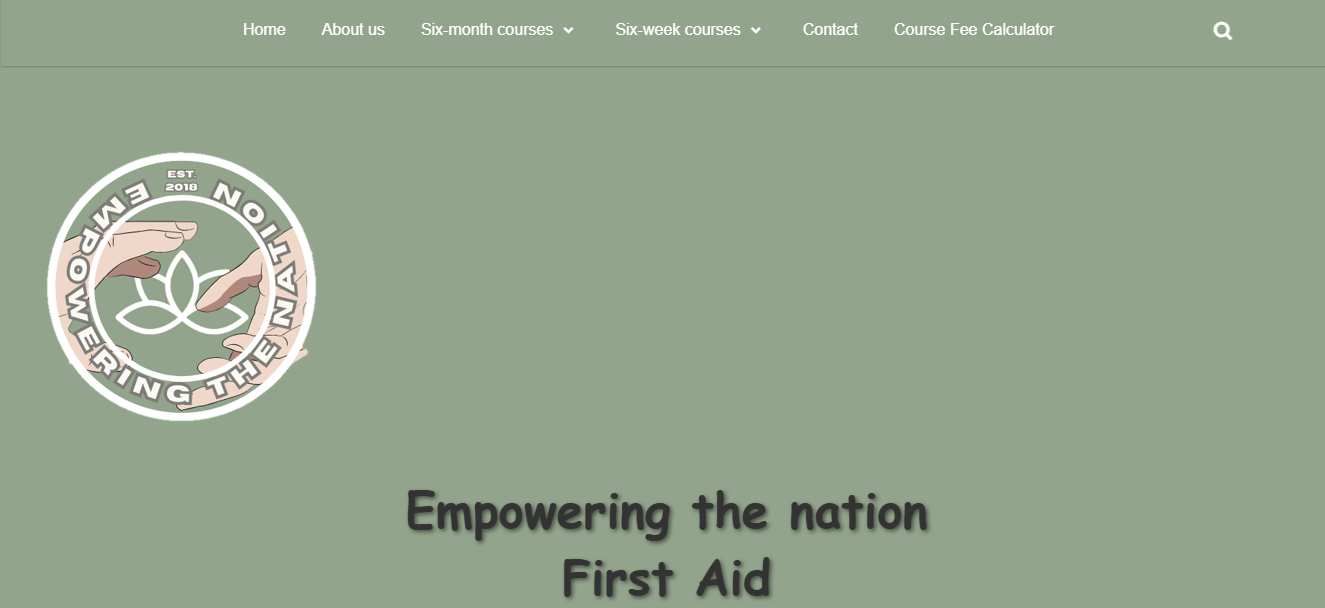 Home About us Six-month courses Six-week courses Contact Course Fee Calculator
EST.
2018
EMPOWERING THE NATION
Empowering the nation
First Aid